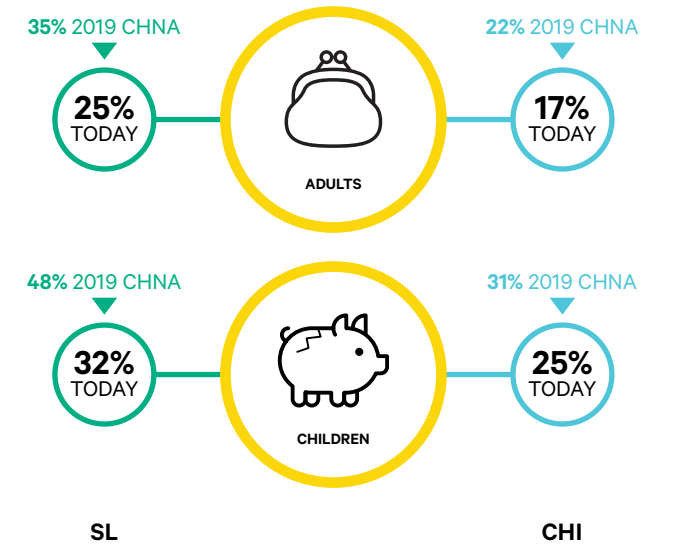 35% 2019 CHNA
22% 2019 CHNA
25%
TODAY
17%
TODAY
ADULTS
48% 2019 CHNA
31% 2019 CHNA
32%
TODAY
25%
TODAY
CHILDREN
SL
CHI